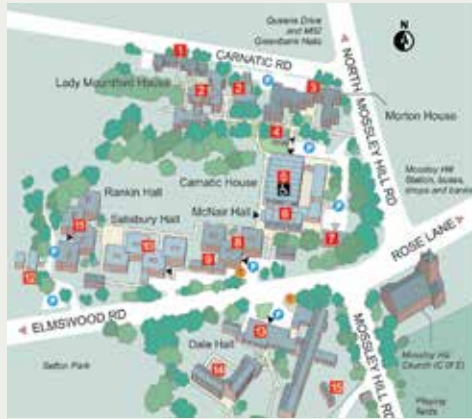 Queens Drive
and M62
Greenbank Halls
N
1
CARNATIC RD
P
Lady Mountford House
2
2
3
NORTH MOSSLEY HILL RD
Morton House
4
P
Carnatic House
5
Mossley Hill
Station, buses,
shops and banks
Rankin Hall
McNair Hall
6
Salisbury Hall
P
11
10
8
7
ROSE LANE
9
P
12
P
ELMSWOOD RD
P
13
Dale Hall
MOSSLEY HILL RD
Mossley Hill
Church (C of E)
Sefton Park
14
15
Playing
fields